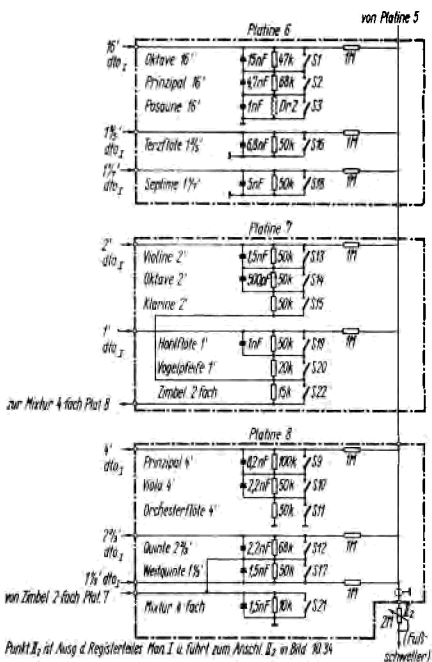 von Platine 5
Platine 6
16'
dto I
Oktave 16' 15nF 47k S1 1M
Prinzipal 16' 4,7nF 68k S2
Posaune 16' 1nF Dr2 S3
1 3/5'
dto I
Terzflöte 1 3/5' 6,8nF 50k S16 1M
1 1/7'
dto I
Septime 1 1/7' 5nF 50k S18 1M
Platine 7
2'
dto I
Violine 2' 1,5nF 50k S13 1M
Oktave 2' 500pF 50k S14
Klarine 2' 50k S15
1'
dto I
Hohlflöte 1' 1nF 50k S19 1M
Vogelpfeife 1' 20k S20
Zimbel 2 fach 15k S22
zur Mixtur 4 fach Plat 8
Platine 8
4'
dto I
Prinzipal 4' 8,2nF 100k S9 1M
Viola 4' 2,2nF 50k S10
Orchesterflöte 4' 50k S11
2 2/3'
dto I
Quinte 2 2/3' 2,2nF 68k S12 1M
Weitquinte 1 1/3' 1,5nF 50k S17
1 1/3' dto I 1M
von Zimbel 2 fach Plat. 7
Mixtur 4 fach 1,5nF 10k S21
2M
II2
(Fuß-
schweller)
Punkt II2 ist Ausg d. Registerteiles Man. I u. führt zum Anschl. II2 in Bild 10.34